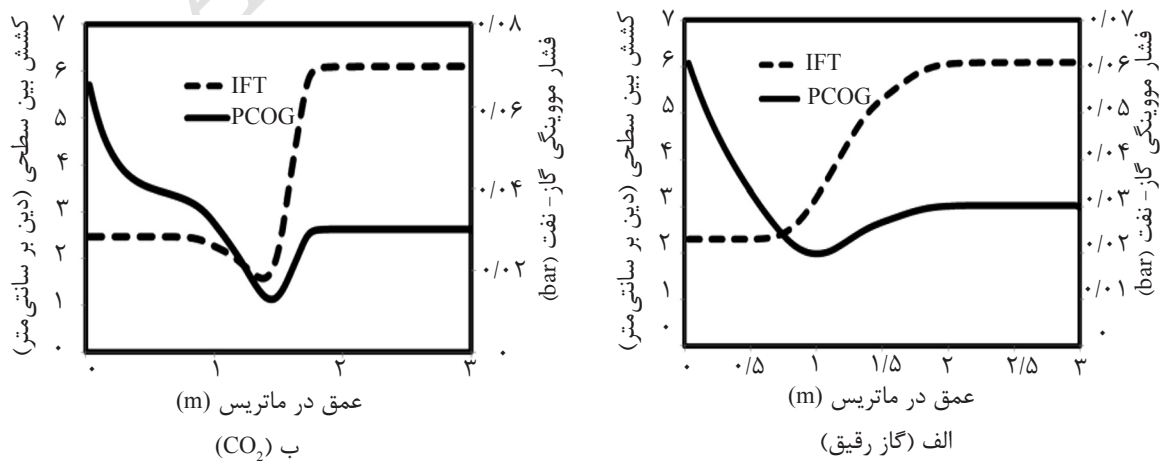 کشش بین سطحی (دین بر سانتی‌متر)
۷
۶
۵
۴
۳
۲
۱
۰
IFT
PCOG
۰/۰۷
۰/۰۶
۰/۰۵
۰/۰۴
۰/۰۳
۰/۰۲
۰/۰۱
۰
فشار مووینگی گاز- نفت (bar)
۰ ۰/۵ ۱ ۱/۵ ۲ ۲/۵ ۳
عمق در ماتریس (m)
الف (گاز رقیق)
کشش بین سطحی (دین بر سانتی‌متر)
۷
۶
۵
۴
۳
۲
۱
۰
IFT
PCOG
۰/۰۸
۰/۰۶
۰/۰۴
۰/۰۲
۰
فشار مووینگی گاز- نفت (bar)
۰ ۱ ۲ ۳
عمق در ماتریس (m)
ب (CO₂)